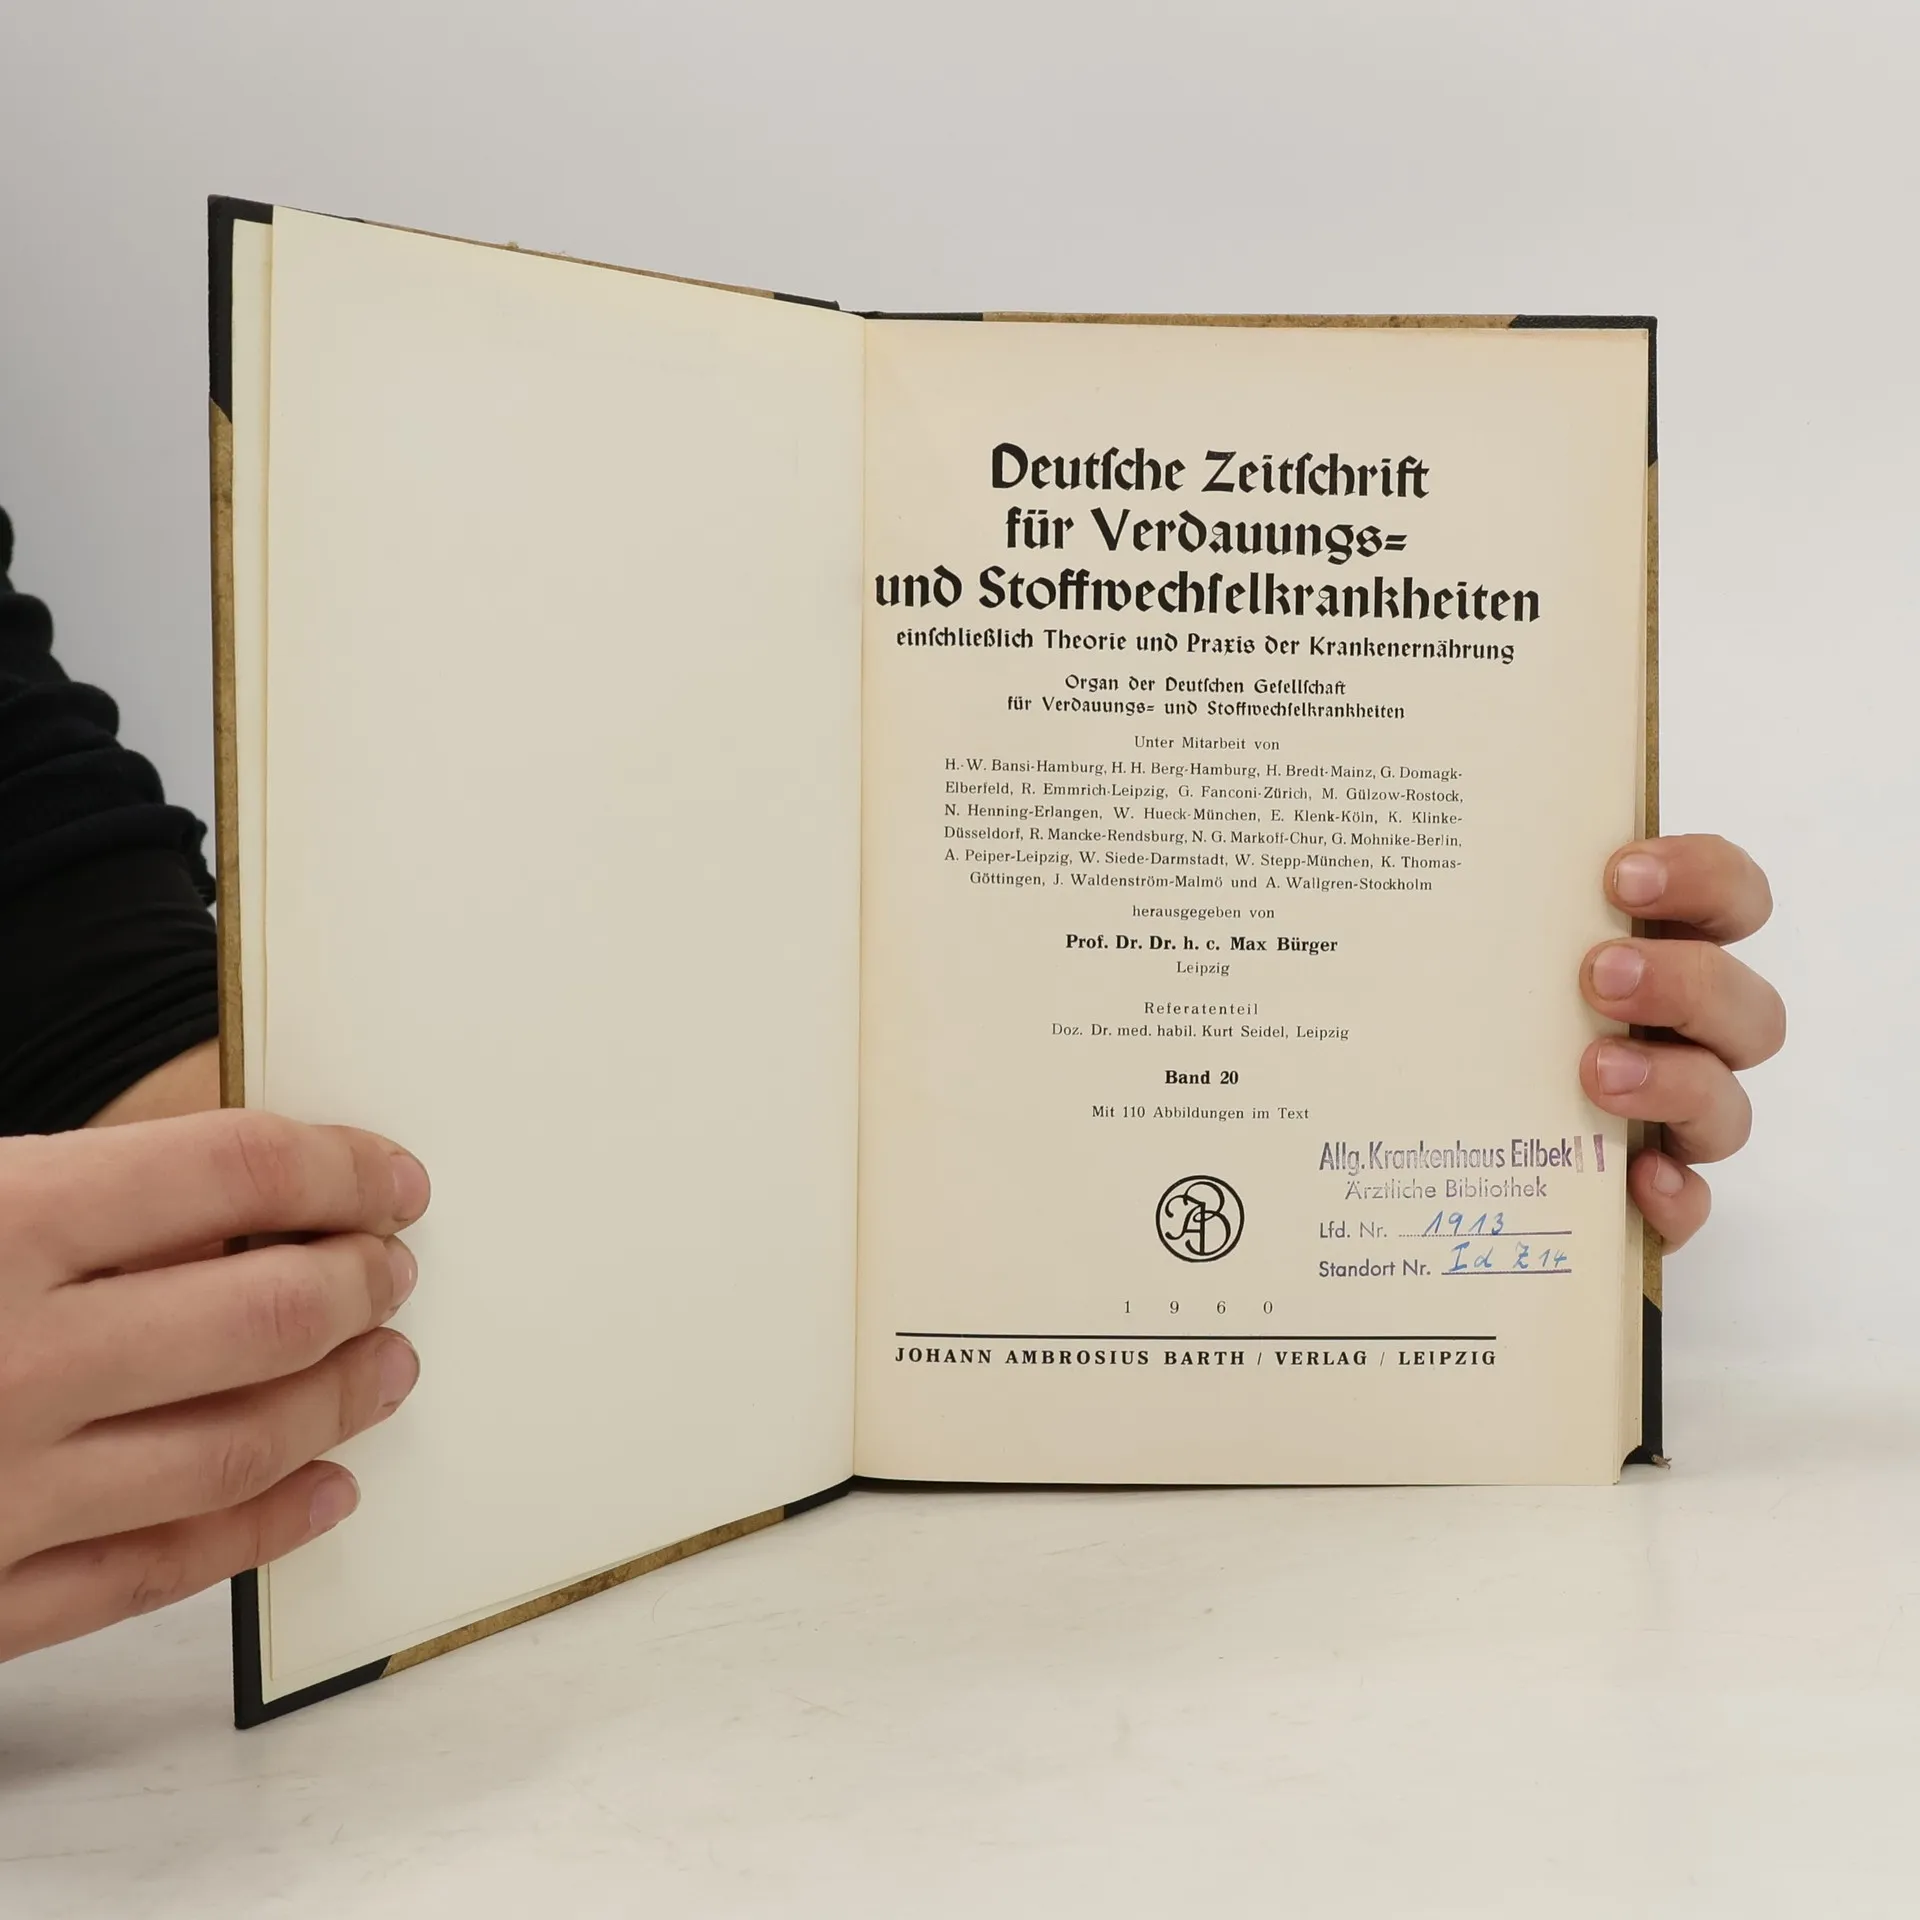 Deutſche Zeitſchrift
für Verdauungs=
und Stoffwechſelkrankheiten
einſchließlich Theorie und Praxis der Krankenernährung
Organ der Deutſchen Geſellſchaft
für Verdauungs= und Stoffwechſelkrankheiten
Unter Mitarbeit von
H.-W. Bansi-Hamburg, H. H. Berg-Hamburg, H. Bredt-Mainz, G. Domagk-
Elberfeld, R. Emmrich-Leipzig, G. Fanconi-Zürich, M. Gülzow-Rostock,
N. Henning-Erlangen, W. Hueck-München, E. Klenk-Köln, K. Klinke-
Düsseldorf, R. Mancke-Rendsburg, N. G. Markoff-Chur, G. Mohnike-Berlin,
A. Peiper-Leipzig, W. Siede-Darmstadt, W. Stepp-München, K. Thomas-
Göttingen, J. Waldenström-Malmö und A. Wallgren-Stockholm
herausgegeben von
Prof. Dr. Dr. h. c. Max Bürger
Leipzig
Referatenteil
Doz. Dr. med. habil. Kurt Seidel, Leipzig
Band 20
Mit 110 Abbildungen im Text
Allg. Krankenhaus Eilbek
Ärztliche Bibliothek
Lfd. Nr. 1913
Standort Nr. Id Z 14
JAB
1960
JOHANN AMBROSIUS BARTH / VERLAG / LEIPZIG